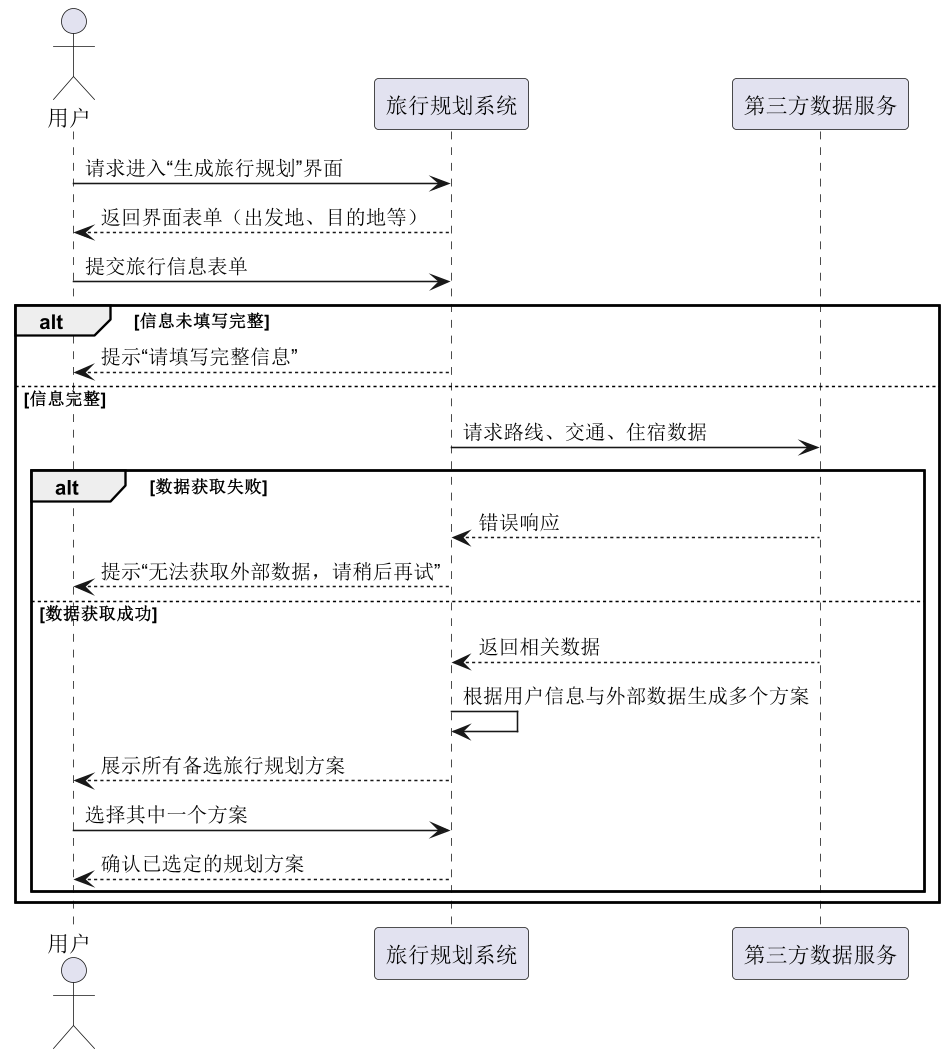 用户
旅行规划系统
第三方数据服务
请求进入“生成旅行规划”界面
返回界面表单（出发地、目的地等）
提交旅行信息表单
alt
[信息未填写完整]
提示“请填写完整信息”
[信息完整]
请求路线、交通、住宿数据
alt
[数据获取失败]
错误响应
提示“无法获取外部数据，请稍后再试”
[数据获取成功]
返回相关数据
根据用户信息与外部数据生成多个方案
展示所有备选旅行规划方案
选择其中一个方案
确认已选定的规划方案
用户
旅行规划系统
第三方数据服务